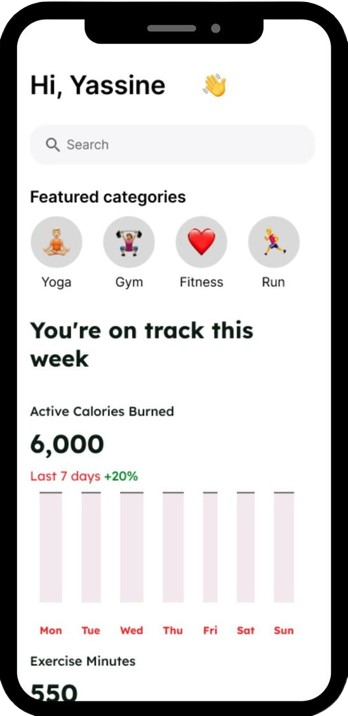 Hi, Yassine 👋
Search
Featured categories
Yoga Gym Fitness Run
You're on track this
week
Active Calories Burned
6,000
Last 7 days +20%
Mon Tue Wed Thu Fri Sat Sun
Exercise Minutes
550